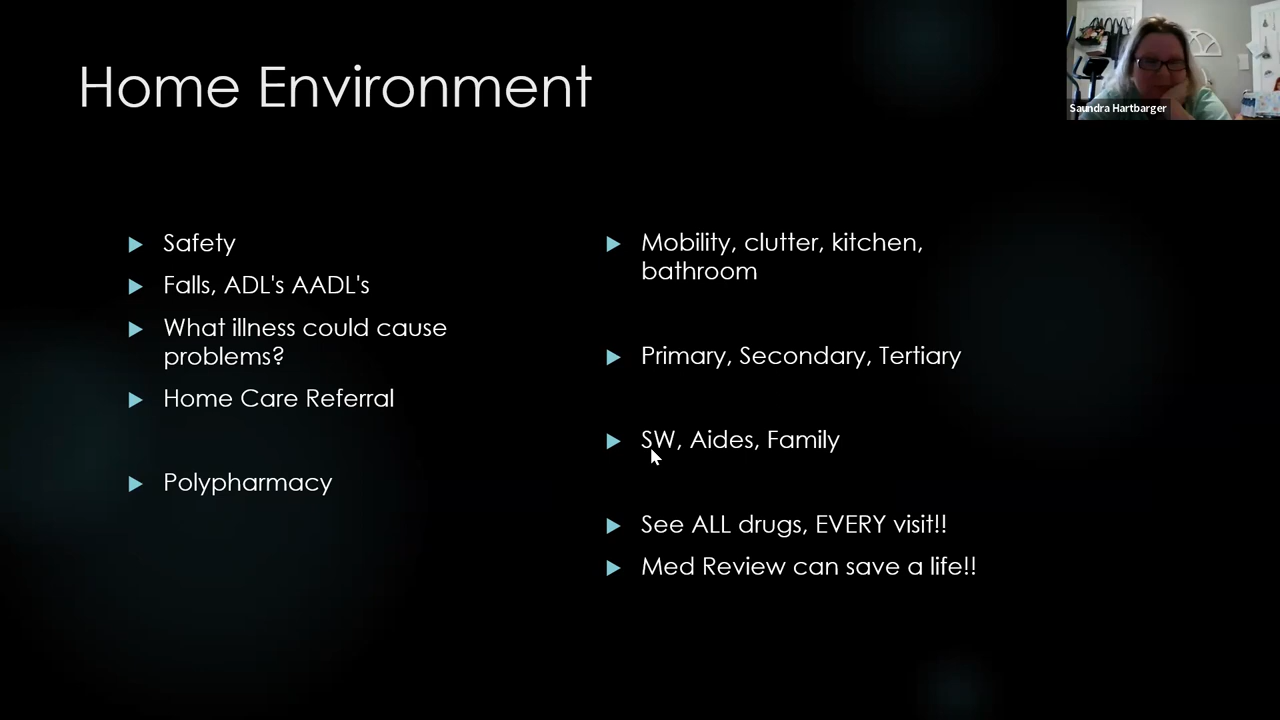 Home Environment
Saundra Hartbarger
Safety
Falls, ADL's AADL's
What illness could cause
problems?
Home Care Referral
Polypharmacy
Mobility, clutter, kitchen,
bathroom
Primary, Secondary, Tertiary
SW, Aides, Family
See ALL drugs, EVERY visit!!
Med Review can save a life!!